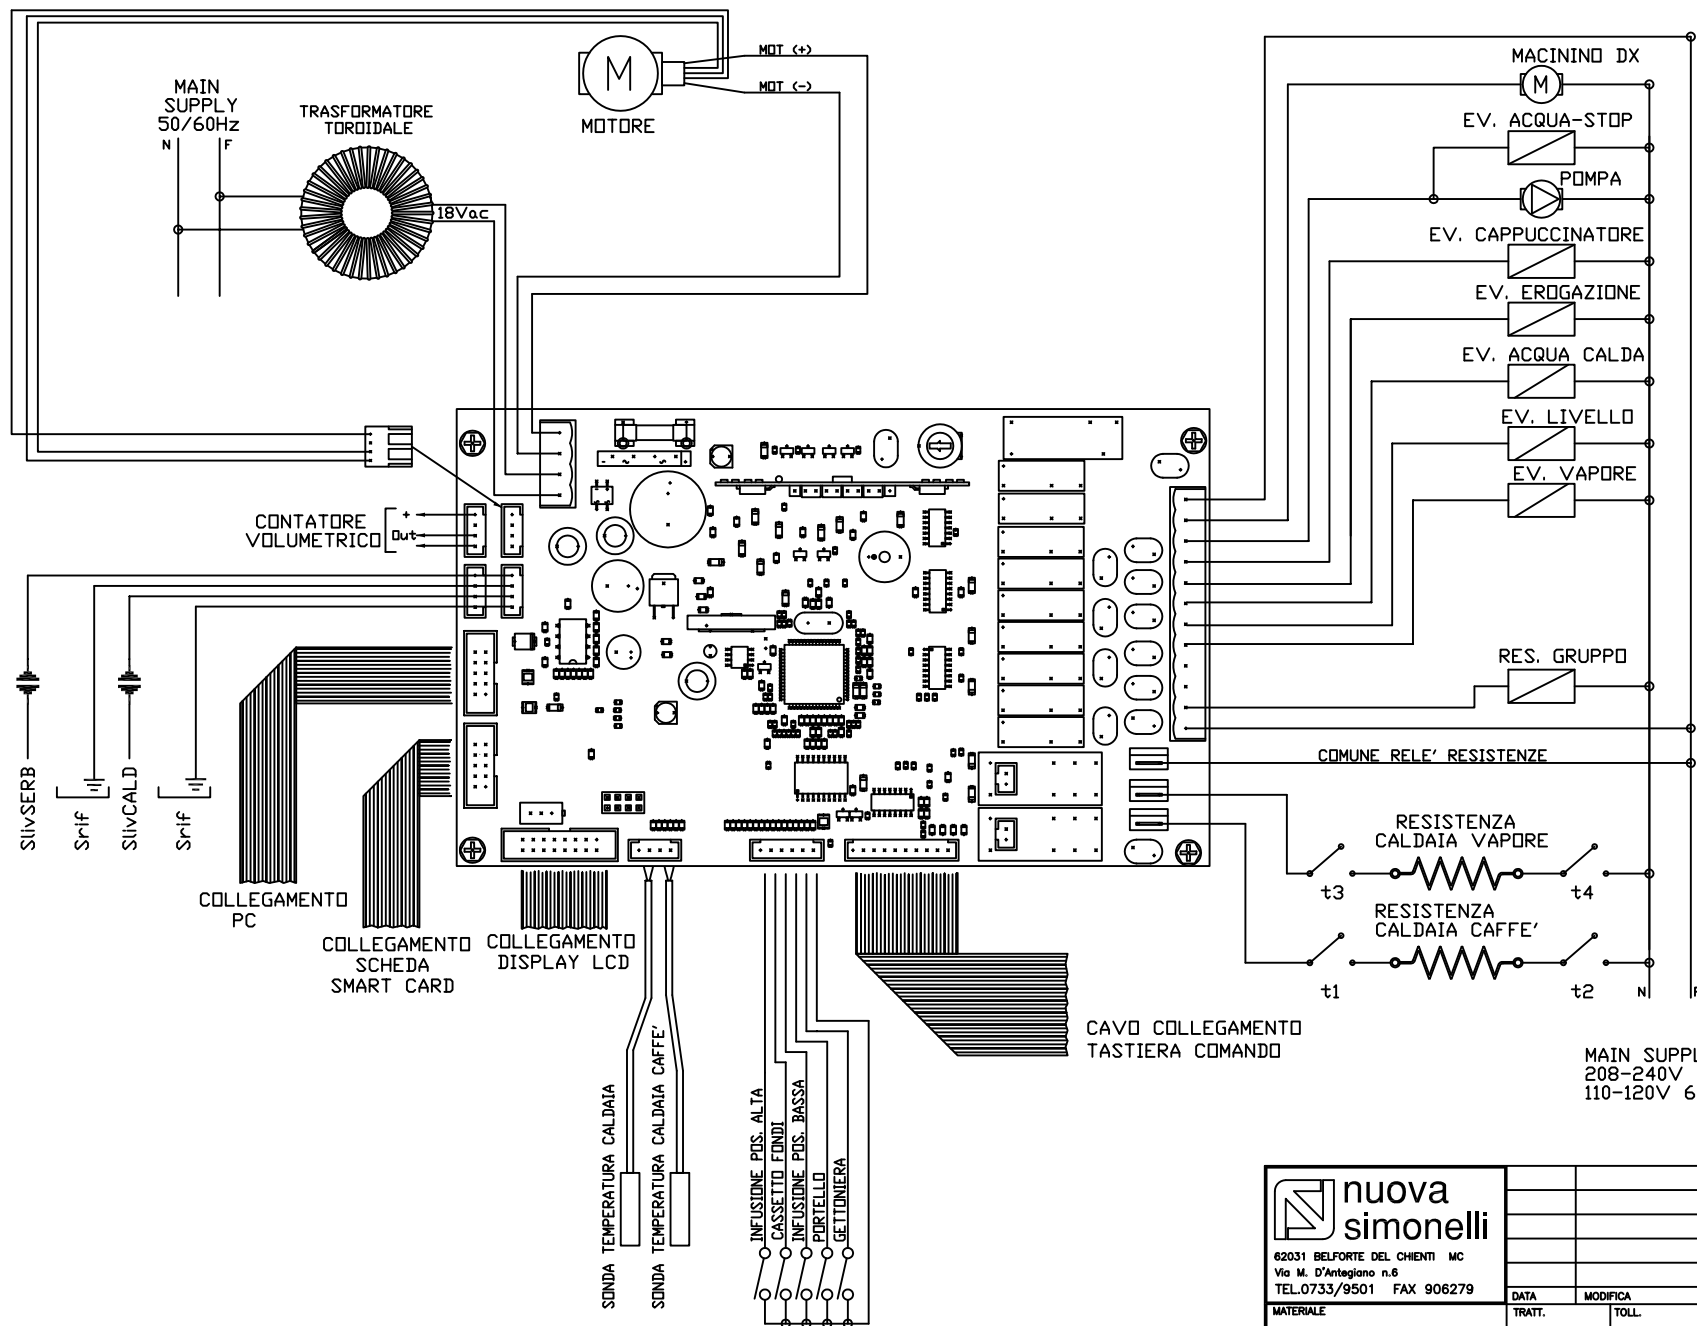 MAIN
SUPPLY
50/60Hz
N
F
TRASFORMATORE
TOROIDALE
18Vac
M
MOTORE
MOT (+)
MOT (-)
MACININO DX
M
EV. ACQUA-STOP
POMPA
EV. CAPPUCCINATORE
EV. EROGAZIONE
EV. ACQUA CALDA
EV. LIVELLO
EV. VAPORE
RES. GRUPPO
COMUNE RELE' RESISTENZE
CONTATORE
VOLUMETRICO
+
Out
-
SlivSERB
Srif
SlivCALD
Srif
COLLEGAMENTO
PC
COLLEGAMENTO
SCHEDA
SMART CARD
COLLEGAMENTO
DISPLAY LCD
SONDA TEMPERATURA CALDAIA
SONDA TEMPERATURA CALDAIA CAFFE'
INFUSIONE POS. ALTA
CASSETTO FONDI
INFUSIONE POS. BASSA
PORTELLO
GETTONIERA
CAVO COLLEGAMENTO
TASTIERA COMANDO
RESISTENZA
CALDAIA VAPORE
t3
t4
RESISTENZA
CALDAIA CAFFE'
t1
t2
N
MAIN SUPPL
208-240V
110-120V 6
nuova
simonelli
62031 BELFORTE DEL CHIENTI MC
Via M. D'Antegiano n.6
TEL.0733/9501 FAX 906279
DATA
MODIFICA
MATERIALE
TRATT.
TOLL.